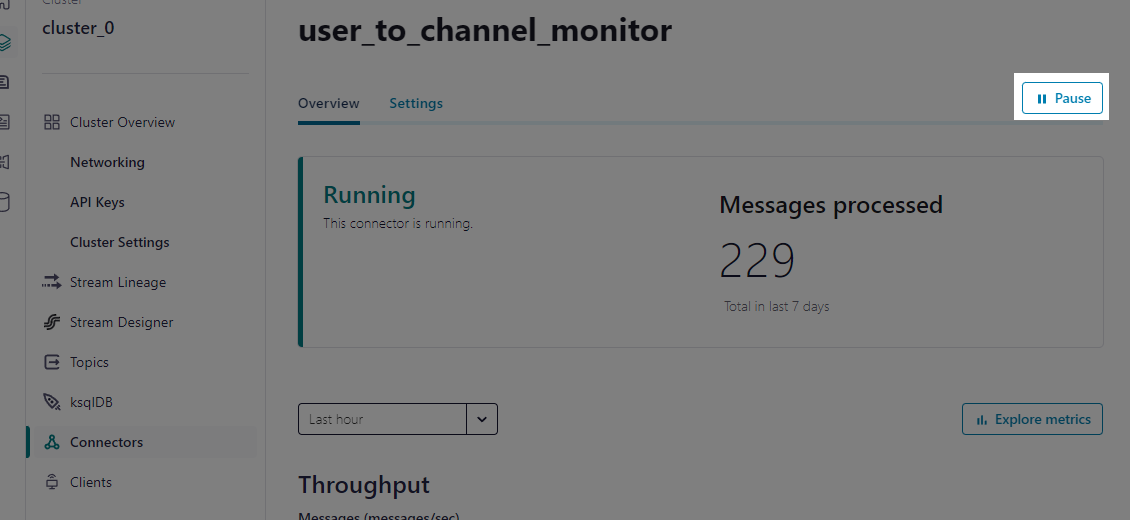 Cluster
cluster_0
Cluster Overview
Networking
API Keys
Cluster Settings
Stream Lineage
Stream Designer
Topics
ksqlDB
Connectors
Clients
user_to_channel_monitor
Overview
Settings
Pause
Running
This connector is running.
Messages processed
229
Total in last 7 days
Last hour
Explore metrics
Throughput
Messages (messages/sec)